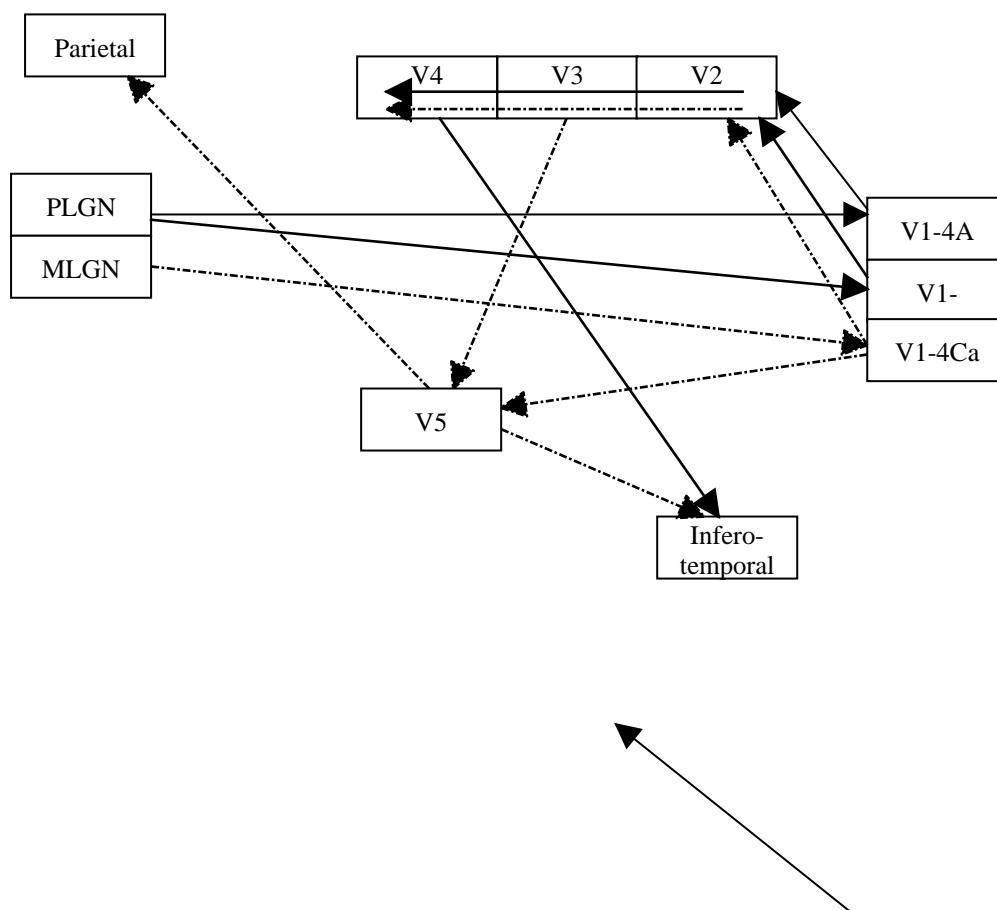 Parietal
V4
V3
V2
PLGN
MLGN
V1-4A
V1-
V1-4Ca
V5
Infero-
temporal